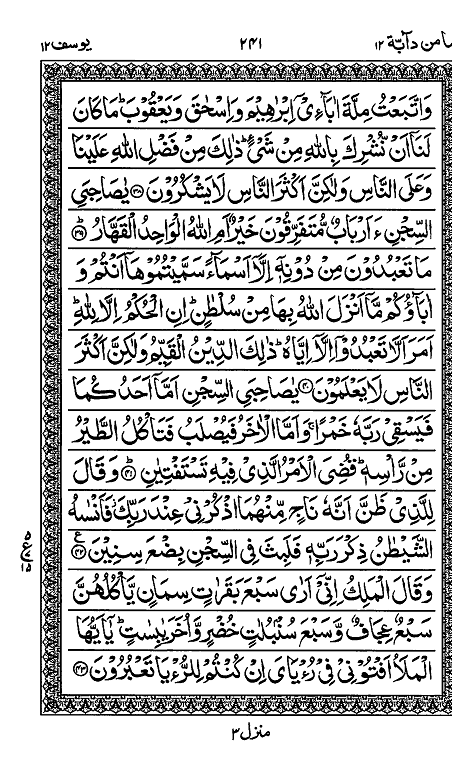 وما من دآبة ١٢ ٢٤١ یوسف ١٢
وَاتَّبَعْتُ مِلَّةَ اٰبَآءِیْۤ اِبْرٰهِیْمَ وَاِسْحٰقَ وَیَعْقُوْبَ ؕ مَا كَانَ
لَنَاۤ اَنْ نُّشْرِكَ بِاللّٰهِ مِنْ شَیْءٍ ؕ ذٰلِكَ مِنْ فَضْلِ اللّٰهِ عَلَیْنَا
وَعَلَی النَّاسِ وَلٰكِنَّ اَكْثَرَ النَّاسِ لَا یَشْكُرُوْنَ ۝۳۸ یٰصَاحِبَیِ
السِّجْنِ ءَاَرْبَابٌ مُّتَفَرِّقُوْنَ خَیْرٌ اَمِ اللّٰهُ الْوَاحِدُ الْقَهَّارُ ؕ۝۳۹
مَا تَعْبُدُوْنَ مِنْ دُوْنِهٖۤ اِلَّاۤ اَسْمَآءً سَمَّیْتُمُوْهَاۤ اَنْتُمْ وَ
اٰبَآؤُكُمْ مَّاۤ اَنْزَلَ اللّٰهُ بِهَا مِنْ سُلْطٰنٍ ؕ اِنِ الْحُكْمُ اِلَّا لِلّٰهِ ؕ
اَمَرَ اَلَّا تَعْبُدُوْۤا اِلَّاۤ اِیَّاهُ ؕ ذٰلِكَ الدِّیْنُ الْقَیِّمُ وَلٰكِنَّ اَكْثَرَ
النَّاسِ لَا یَعْلَمُوْنَ ۝۴۰ یٰصَاحِبَیِ السِّجْنِ اَمَّاۤ اَحَدُكُمَا
فَیَسْقِیْ رَبَّهٗ خَمْرًا ۚ وَاَمَّا الْاٰخَرُ فَیُصْلَبُ فَتَاْكُلُ الطَّیْرُ
مِنْ رَّاْسِهٖ ؕ قُضِیَ الْاَمْرُ الَّذِیْ فِیْهِ تَسْتَفْتِیٰنِ ؕ۝۴۱ وَقَالَ
لِلَّذِیْ ظَنَّ اَنَّهٗ نَاجٍ مِّنْهُمَا اذْكُرْنِیْ عِنْدَ رَبِّكَ ؗ فَاَنْسٰىهُ
الشَّیْطٰنُ ذِكْرَ رَبِّهٖ فَلَبِثَ فِی السِّجْنِ بِضْعَ سِنِیْنَ ۝۴۲ ع
وَقَالَ الْمَلِكُ اِنِّیْۤ اَرٰی سَبْعَ بَقَرٰتٍ سِمَانٍ یَّاْكُلُهُنَّ
سَبْعٌ عِجَافٌ وَّسَبْعَ سُنْۢبُلٰتٍ خُضْرٍ وَّاُخَرَ یٰبِسٰتٍ ؕ یٰۤاَیُّهَا
الْمَلَاُ اَفْتُوْنِیْ فِیْ رُءْیَایَ اِنْ كُنْتُمْ لِلرُّءْیَا تَعْبُرُوْنَ ۝۴۳
منزل ٣